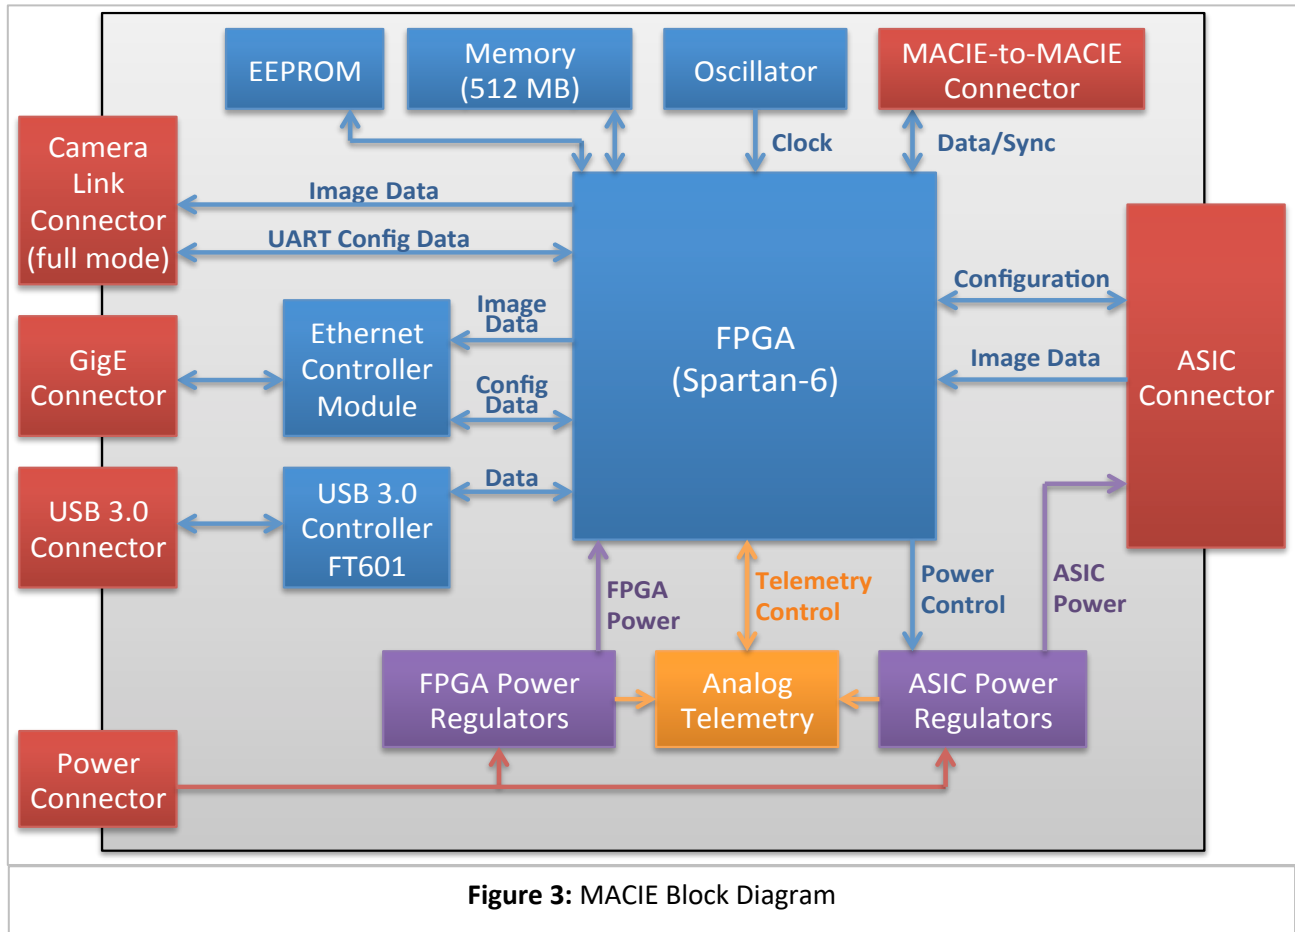 EEPROM
Memory
(512 MB)
Oscillator
MACIE-to-MACIE
Connector
Camera
Link
Connector
(full mode)
Clock
Data/Sync
Image Data
UART Config Data
GigE
Connector
Ethernet
Controller
Module
Image
Data
Config
Data
FPGA
(Spartan-6)
Configuration
Image Data
ASIC
Connector
USB 3.0
Connector
USB 3.0
Controller
FT601
Data
FPGA
Power
Telemetry
Control
Power
Control
ASIC
Power
FPGA Power
Regulators
Analog
Telemetry
ASIC Power
Regulators
Power
Connector
Figure 3: MACIE Block Diagram